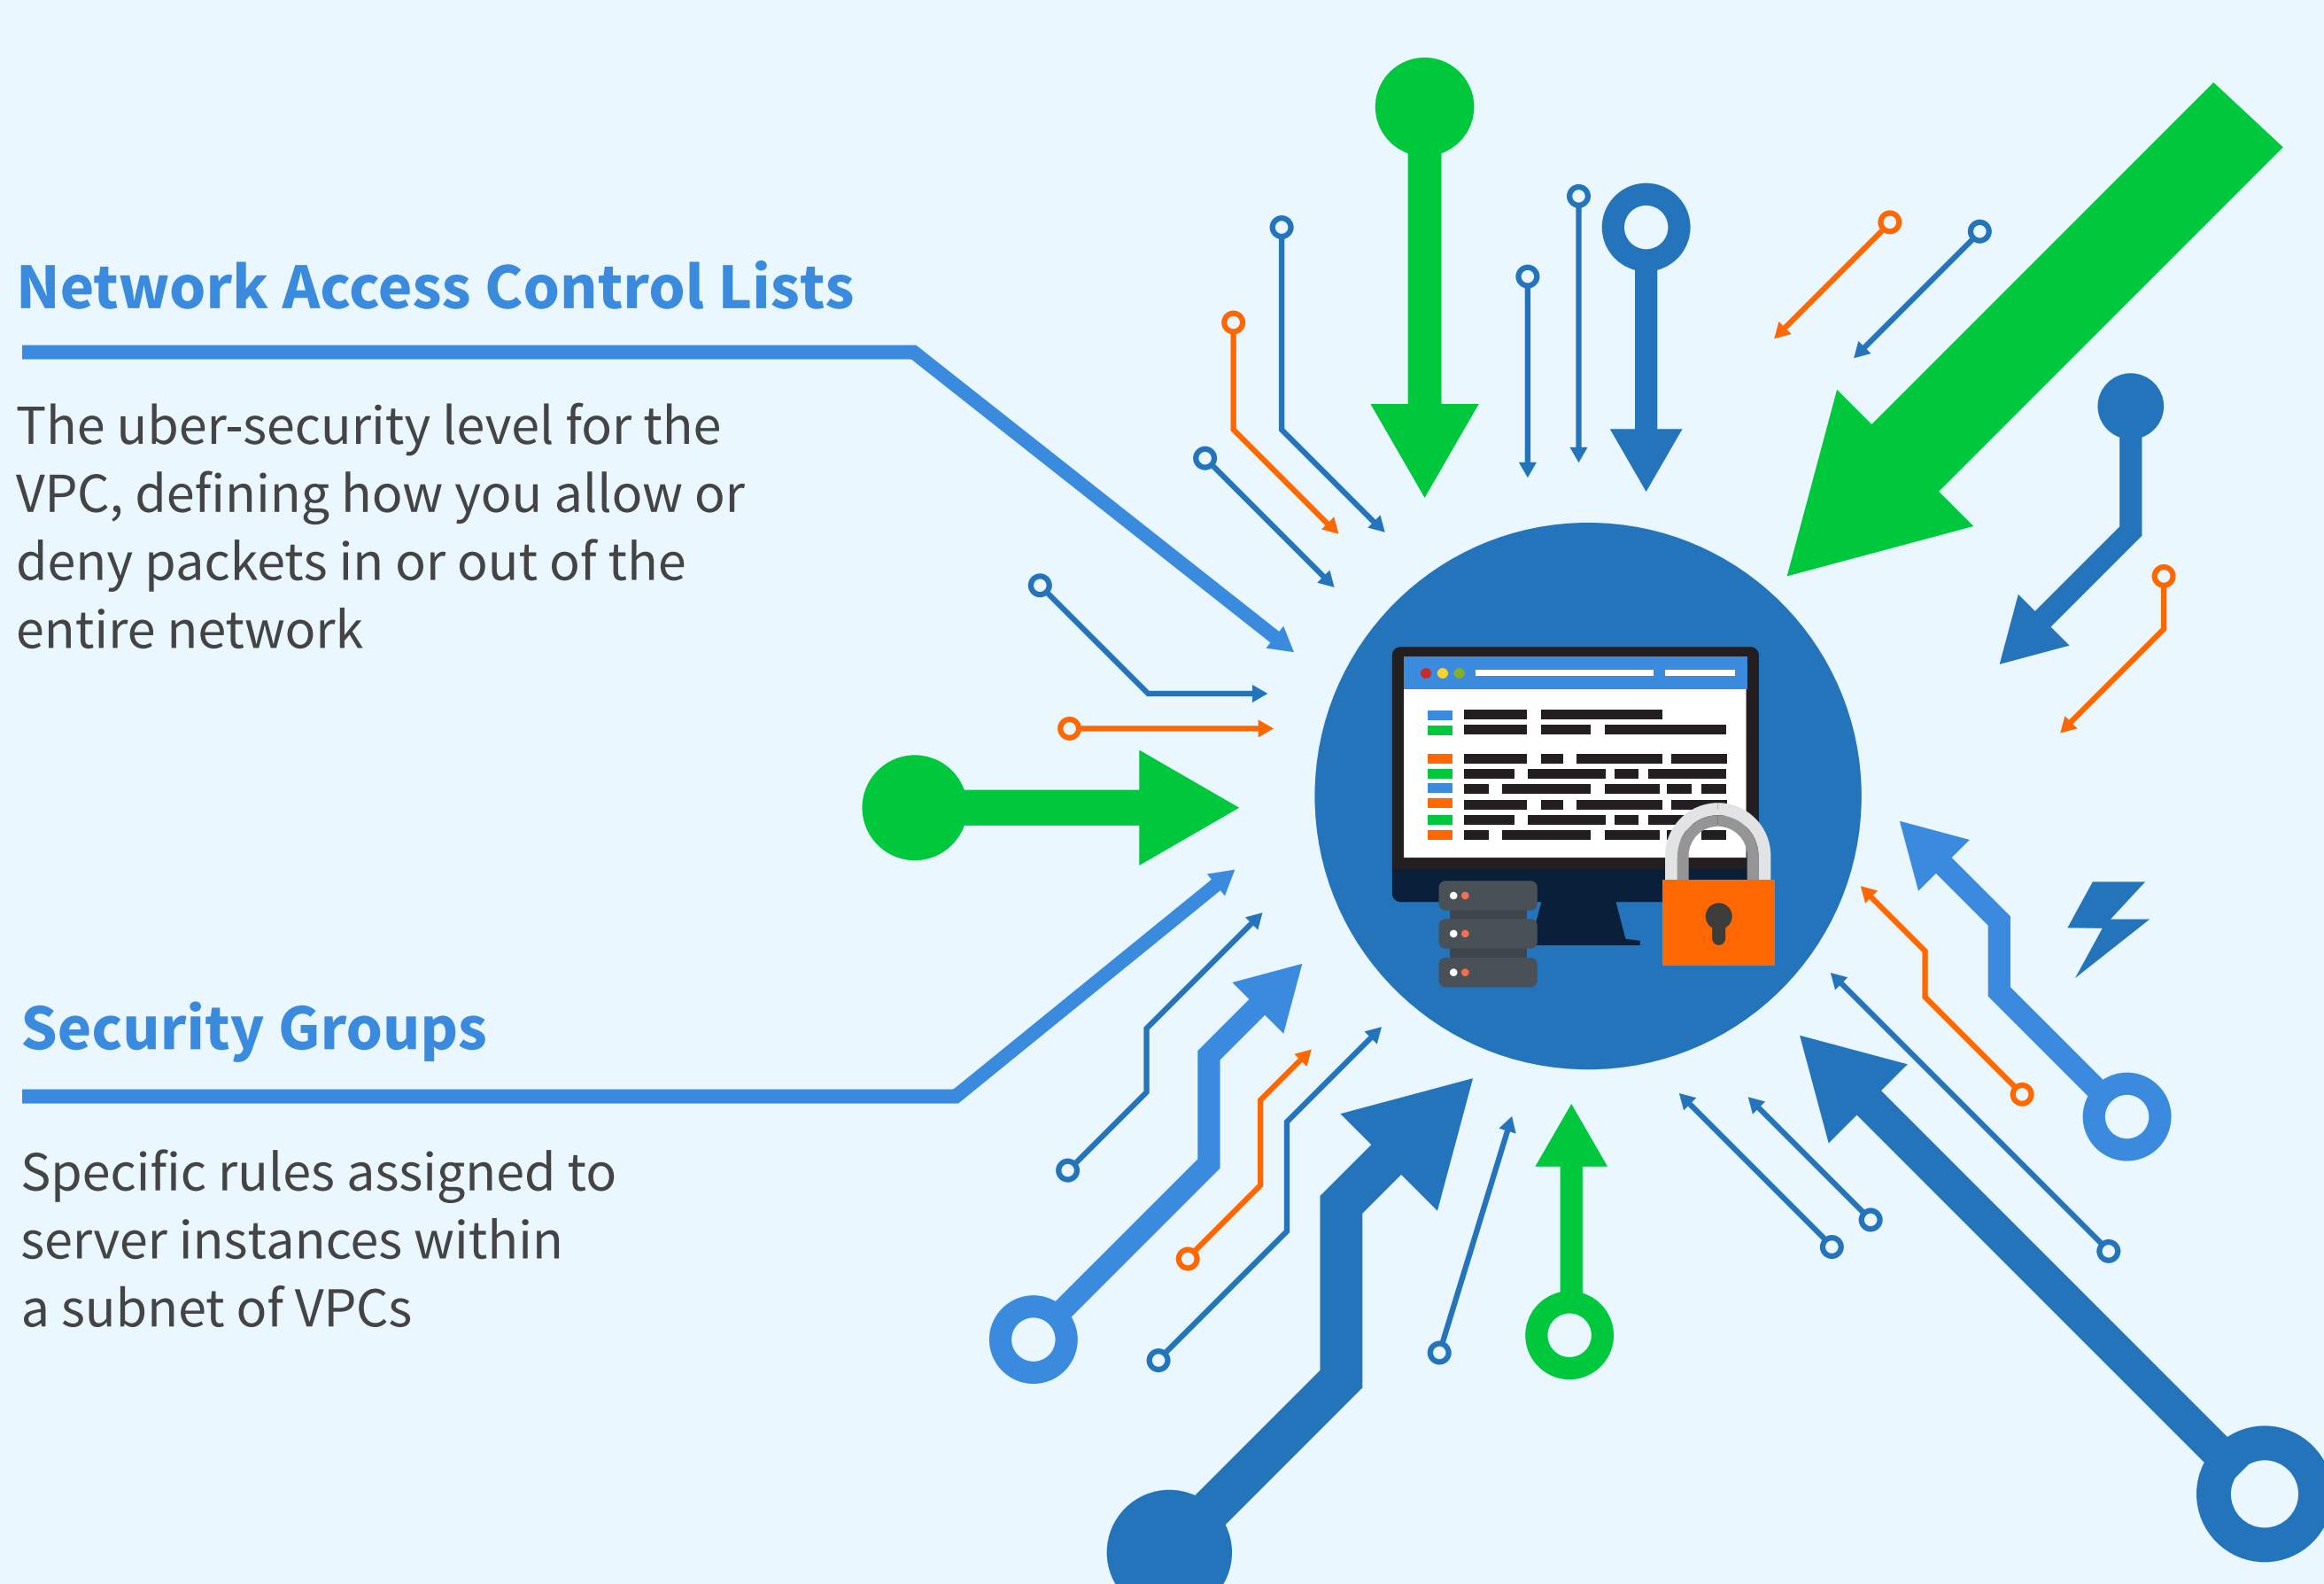 Network Access Control Lists
The uber-security level for the
VPC, defining how you allow or
deny packets in or out of the
entire network
Security Groups
Speciific rules assigned to
server instances within
a subnet of VPCs